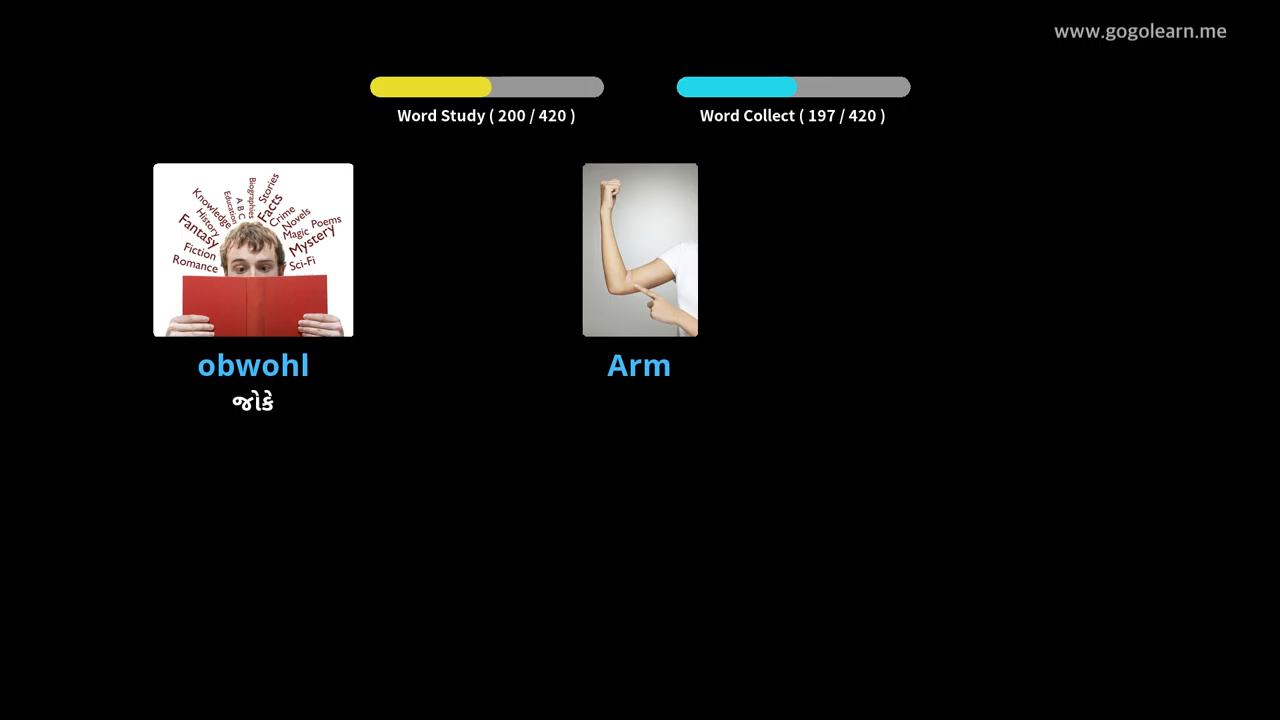 www.gogolearn.me
Word Study ( 200 / 420 )
Word Collect ( 197 / 420 )
Knowledge
History
Fantasy
Fiction
Romance
Education
A B C
Biographies
Stories
Facts
Crime
Novels
Magic
Poems
Mystery
Sci-Fi
obwohl
જોકે
Arm